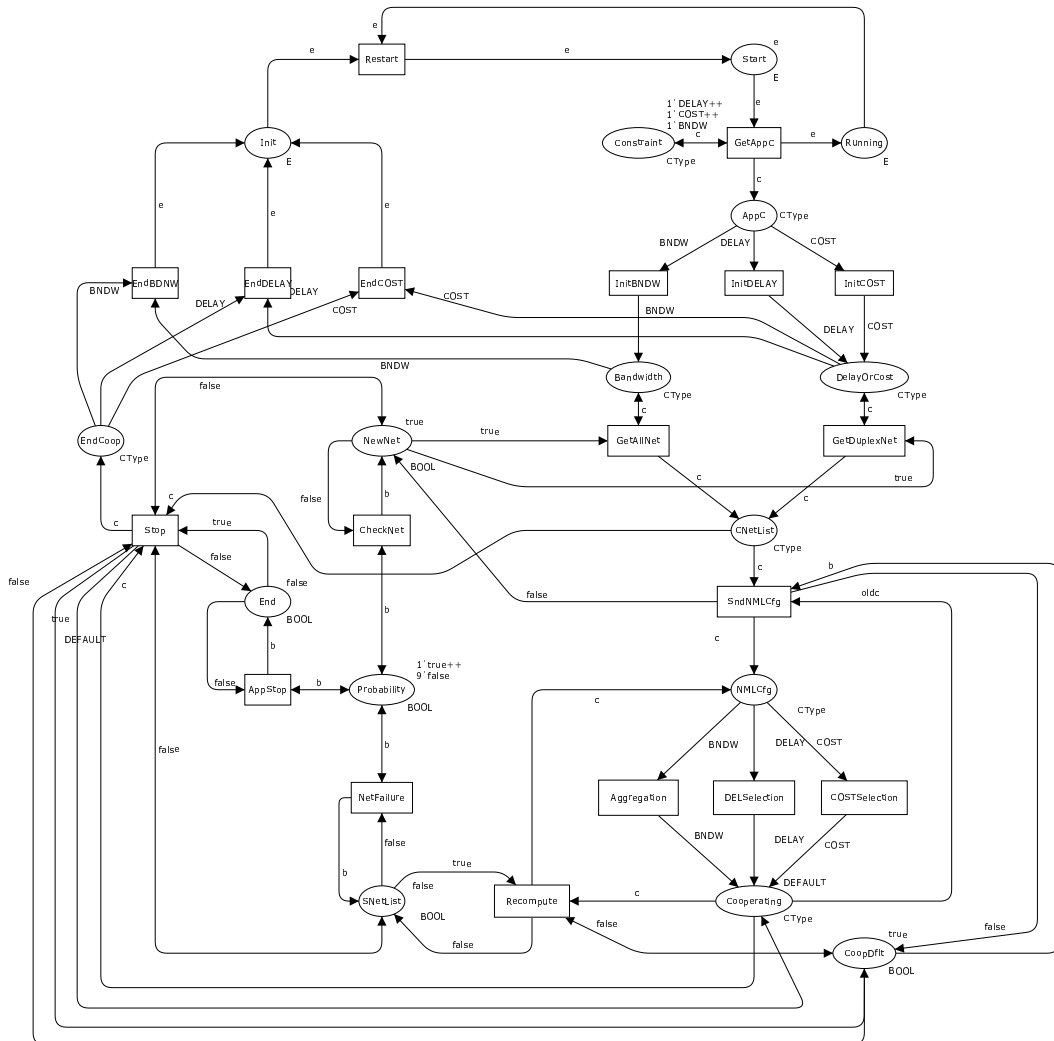 e
e
e
Restart
e
Start
E
e
1`DELAY++
1`COST++
1`BNDW
c
e
Init
E
Constraint
CType
GetAppC
Running
E
c
AppC
CType
e
e
e
BNDW
DELAY
COST
EndBDNW
EndDELAY
EndCOST
InitBNDW
InitDELAY
InitCOST
BNDW
DELAY
DELAY
COST
COST
BNDW
DELAY
COST
BNDW
Bandwidth
CType
DelayOrCost
CType
false
c
c
true
true
EndCoop
CType
NewNet
BOOL
GetAllNet
GetDuplexNet
true
c
false
b
c
c
c
Stop
true
CheckNet
CNetList
CType
false
c
c
b
false
true
DEFAULT
false
End
BOOL
b
false
SndNMLCfg
oldc
b
c
1`true++
9`false
false
AppStop
b
Probability
BOOL
c
NMLCfg
CType
false
b
BNDW
DELAY
COST
NetFailure
Aggregation
DELSelection
COSTSelection
false
BNDW
DELAY
COST
b
true
false
SNetList
BOOL
Recompute
c
DEFAULT
Cooperating
CType
false
false
true
false
CoopDflt
BOOL